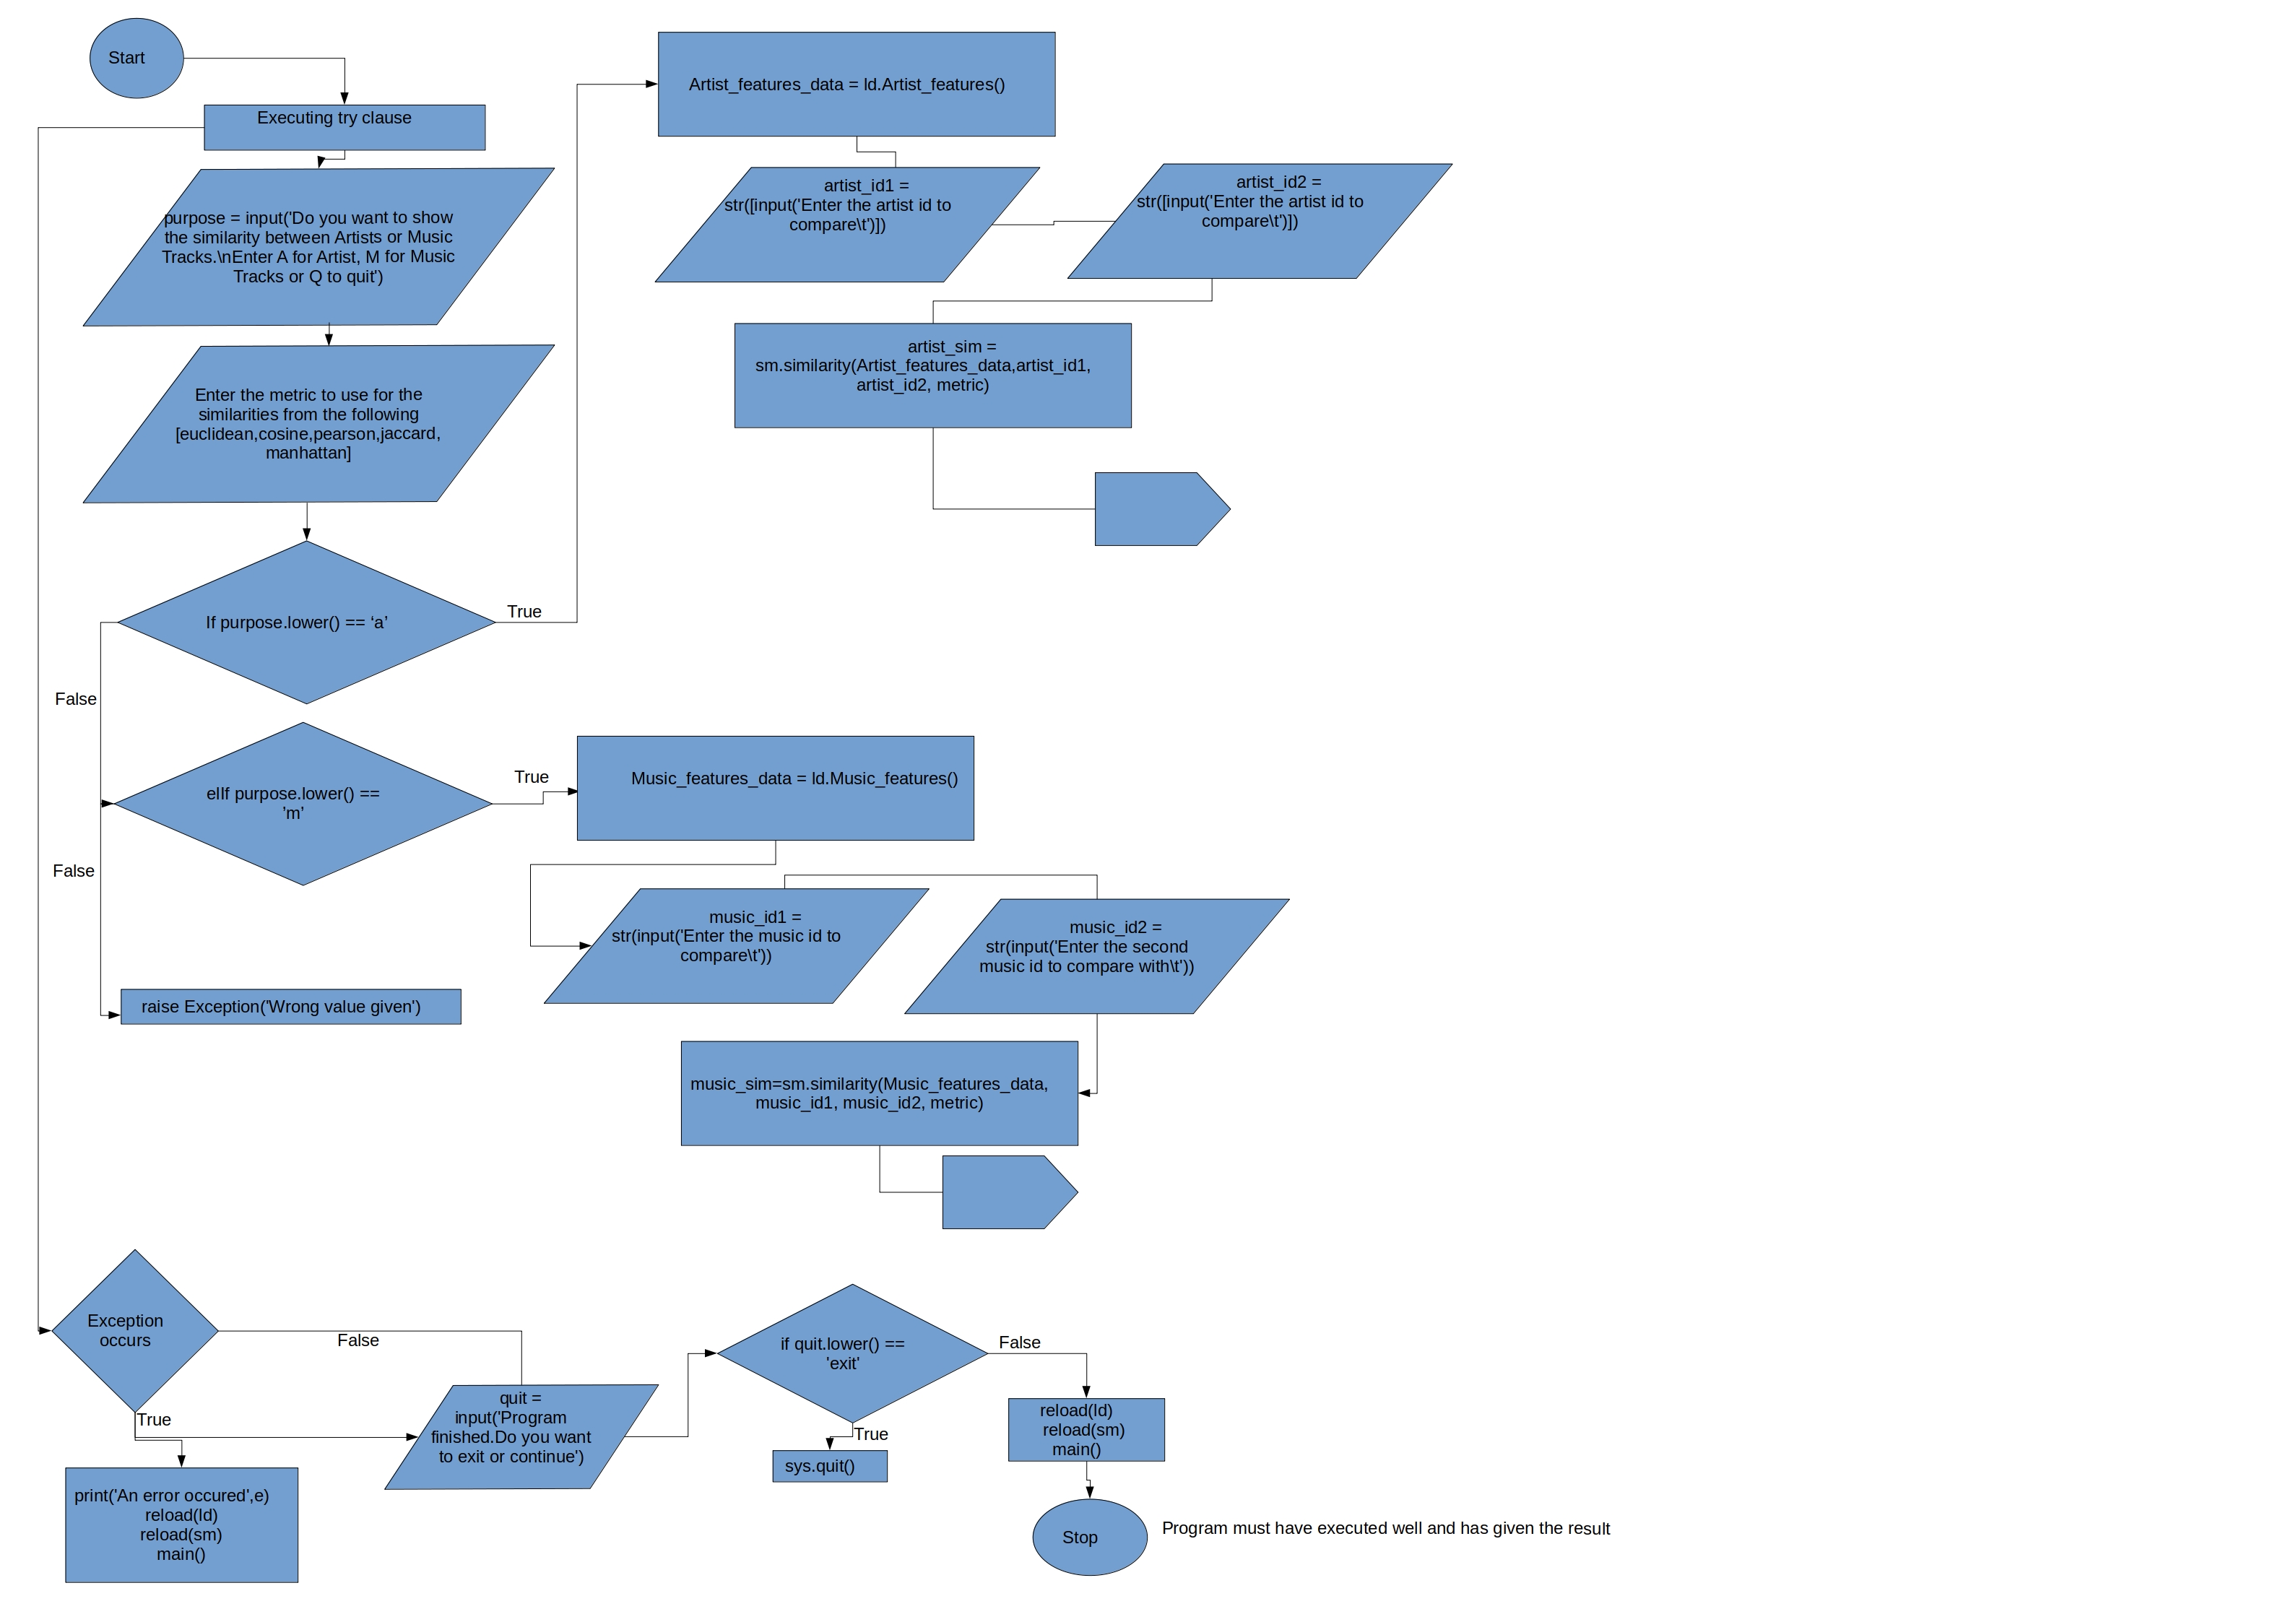 Start
Executing try clause
purpose = input('Do you want to show
the similarity between Artists or Music
Tracks.\nEnter A for Artist, M for Music
Tracks or Q to quit')
Enter the metric to use for the
similarities from the following
[euclidean,cosine,pearson,jaccard,
manhattan]
If purpose.lower() == ‘a’
True
False
Artist_features_data = ld.Artist_features()
artist_id1 =
str([input('Enter the artist id to
compare\t')])
artist_id2 =
str([input('Enter the artist id to
compare\t')])
artist_sim =
sm.similarity(Artist_features_data,artist_id1,
artist_id2, metric)
elIf purpose.lower() ==
’m’
True
False
Music_features_data = ld.Music_features()
music_id1 =
str(input('Enter the music id to
compare\t'))
music_id2 =
str(input('Enter the second
music id to compare with\t'))
raise Exception('Wrong value given')
music_sim=sm.similarity(Music_features_data,
music_id1, music_id2, metric)
Exception
occurs
False
True
print('An error occured',e)
reload(ld)
reload(sm)
main()
quit =
input('Program
finished.Do you want
to exit or continue')
if quit.lower() ==
'exit'
False
True
sys.quit()
reload(ld)
reload(sm)
main()
Stop
Program must have executed well and has given the result